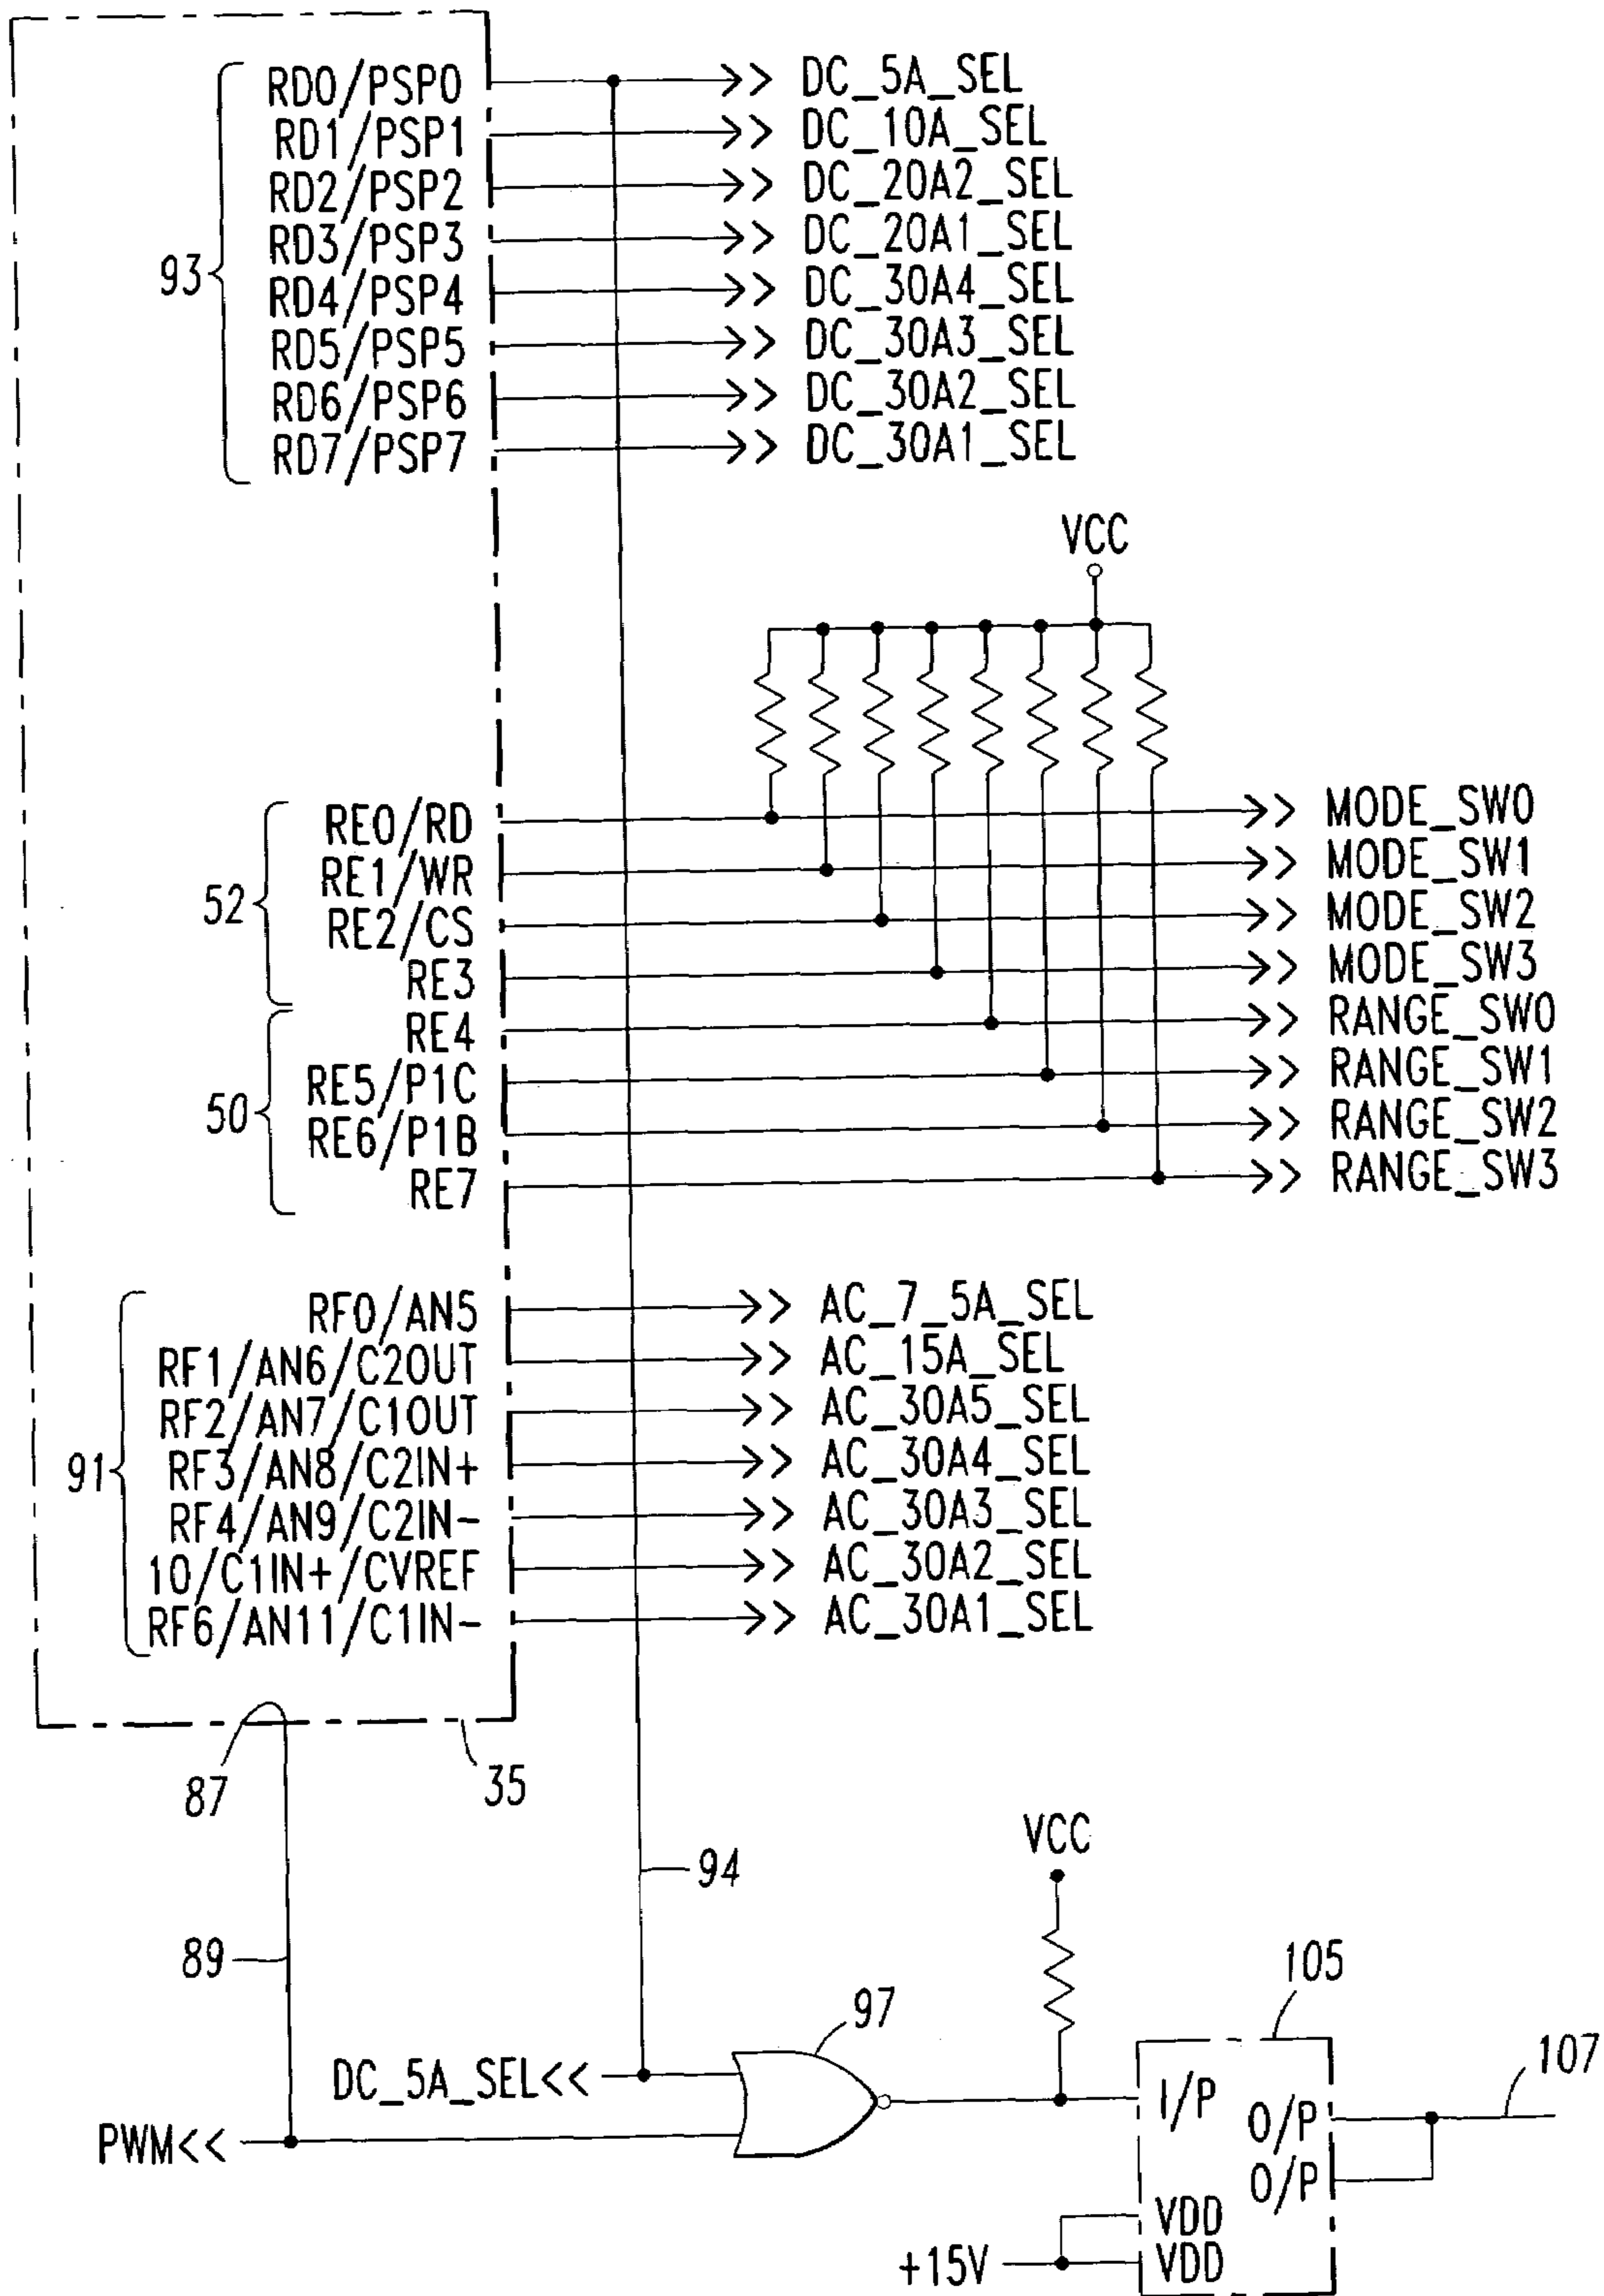 RD0/PSP0 DC_5A_SEL
RD1/PSP1 DC_10A_SEL
RD2/PSP2 DC_20A2_SEL
RD3/PSP3 DC_20A1_SEL
93
RD4/PSP4 DC_30A4_SEL
RD5/PSP5 DC_30A3_SEL
RD6/PSP6 DC_30A2_SEL
RD7/PSP7 DC_30A1_SEL
VCC
RE0/RD MODE_SW0
RE1/WR MODE_SW1
52
RE2/CS MODE_SW2
RE3 MODE_SW3
RE4 RANGE_SW0
RE5/P1C RANGE_SW1
50
RE6/P1B RANGE_SW2
RE7 RANGE_SW3
RF0/AN5 AC_7_5A_SEL
RF1/AN6/C2OUT AC_15A_SEL
RF2/AN7/C1OUT AC_30A5_SEL
91
RF3/AN8/C2IN+ AC_30A4_SEL
RF4/AN9/C2IN- AC_30A3_SEL
10/C1IN+/CVREF AC_30A2_SEL
RF6/AN11/C1IN- AC_30A1_SEL
87
35
VCC
94
89
97
105
107
DC_5A_SEL<<
PWM<<
I/P
O/P
O/P
VDD
+15V
VDD